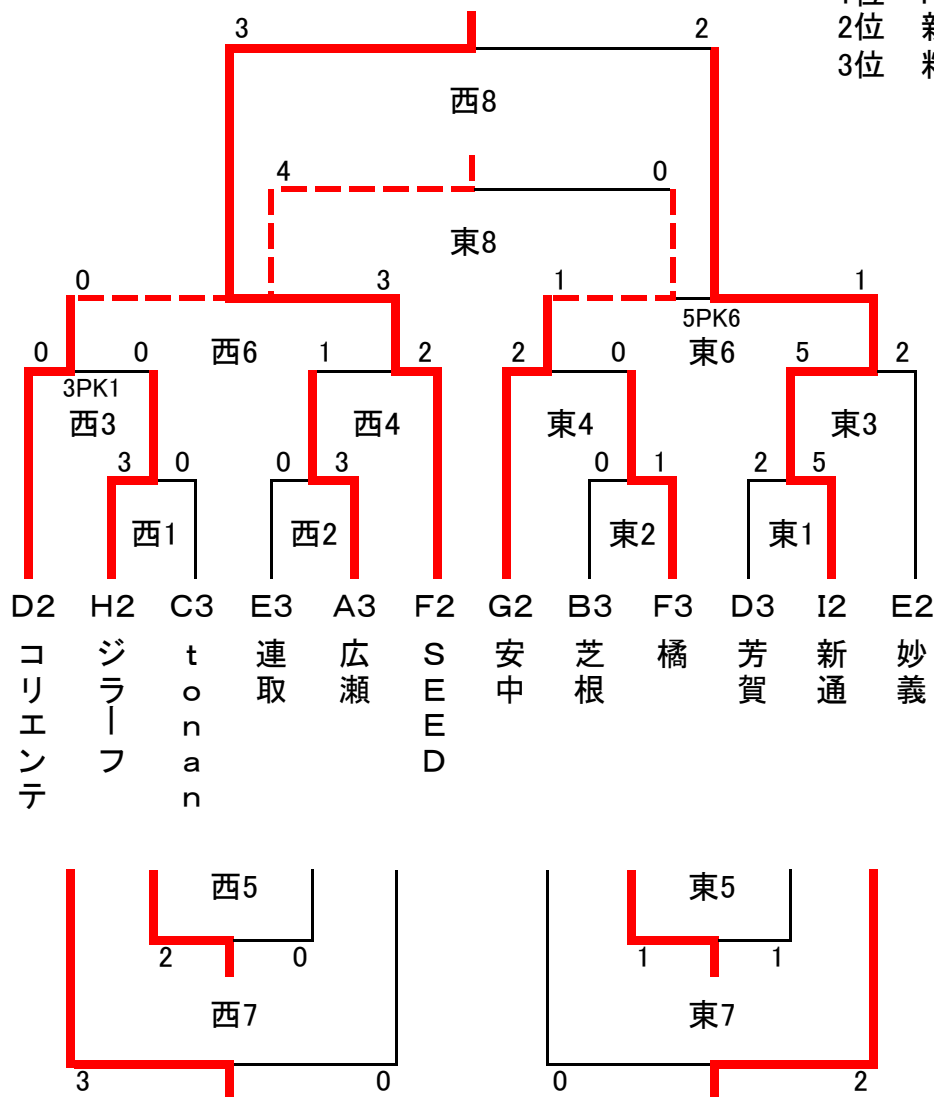 3 2
2位
3位
西8
4 0
東8
0 3 1 1
5PK6
0 0 西6 1 2 2 0 東6 5 2
3PK1
西3 西4 東4 東3
3 0 0 3 0 1 2 5
西1 西2 東2 東1
D2 H2 C3 E3 A3 F2 G2 B3 F3 D3 I2 E2
コリエンテ ジラーフ tonan 連取 広瀬 SEED 安中 芝根 橘 芳賀 新通 妙義
西5 東5
2 0 1 1
西7 東7
3 0 0 2